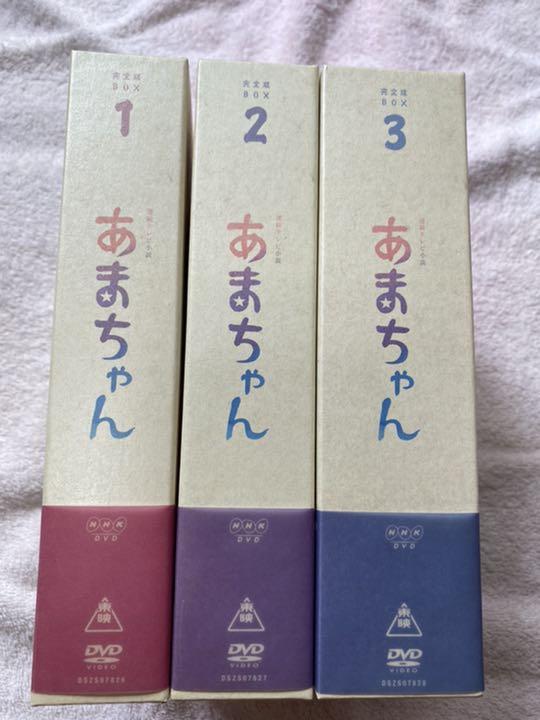 完全版
BOX
1
連続テレビ小説
あまちゃん
NHK
DVD
東映
DVD
VIDEO
DSZS07826
完全版
BOX
2
連続テレビ小説
あまちゃん
NHK
DVD
東映
DVD
VIDEO
DSZS07827
完全版
BOX
3
連続テレビ小説
あまちゃん
NHK
DVD
東映
DVD
VIDEO
DSZS07828